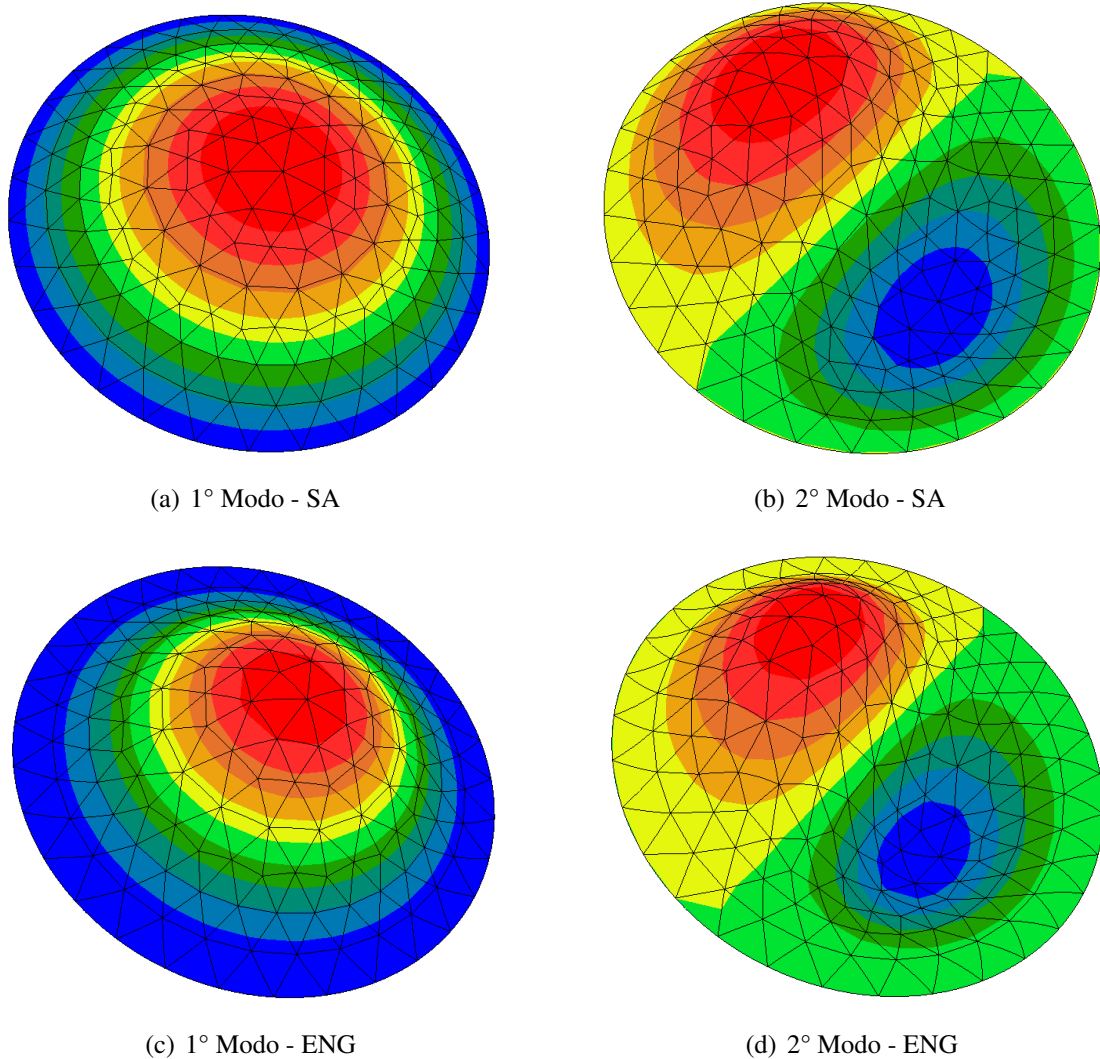 (a) 1° Modo - SA
(b) 2° Modo - SA
(c) 1° Modo - ENG
(d) 2° Modo - ENG